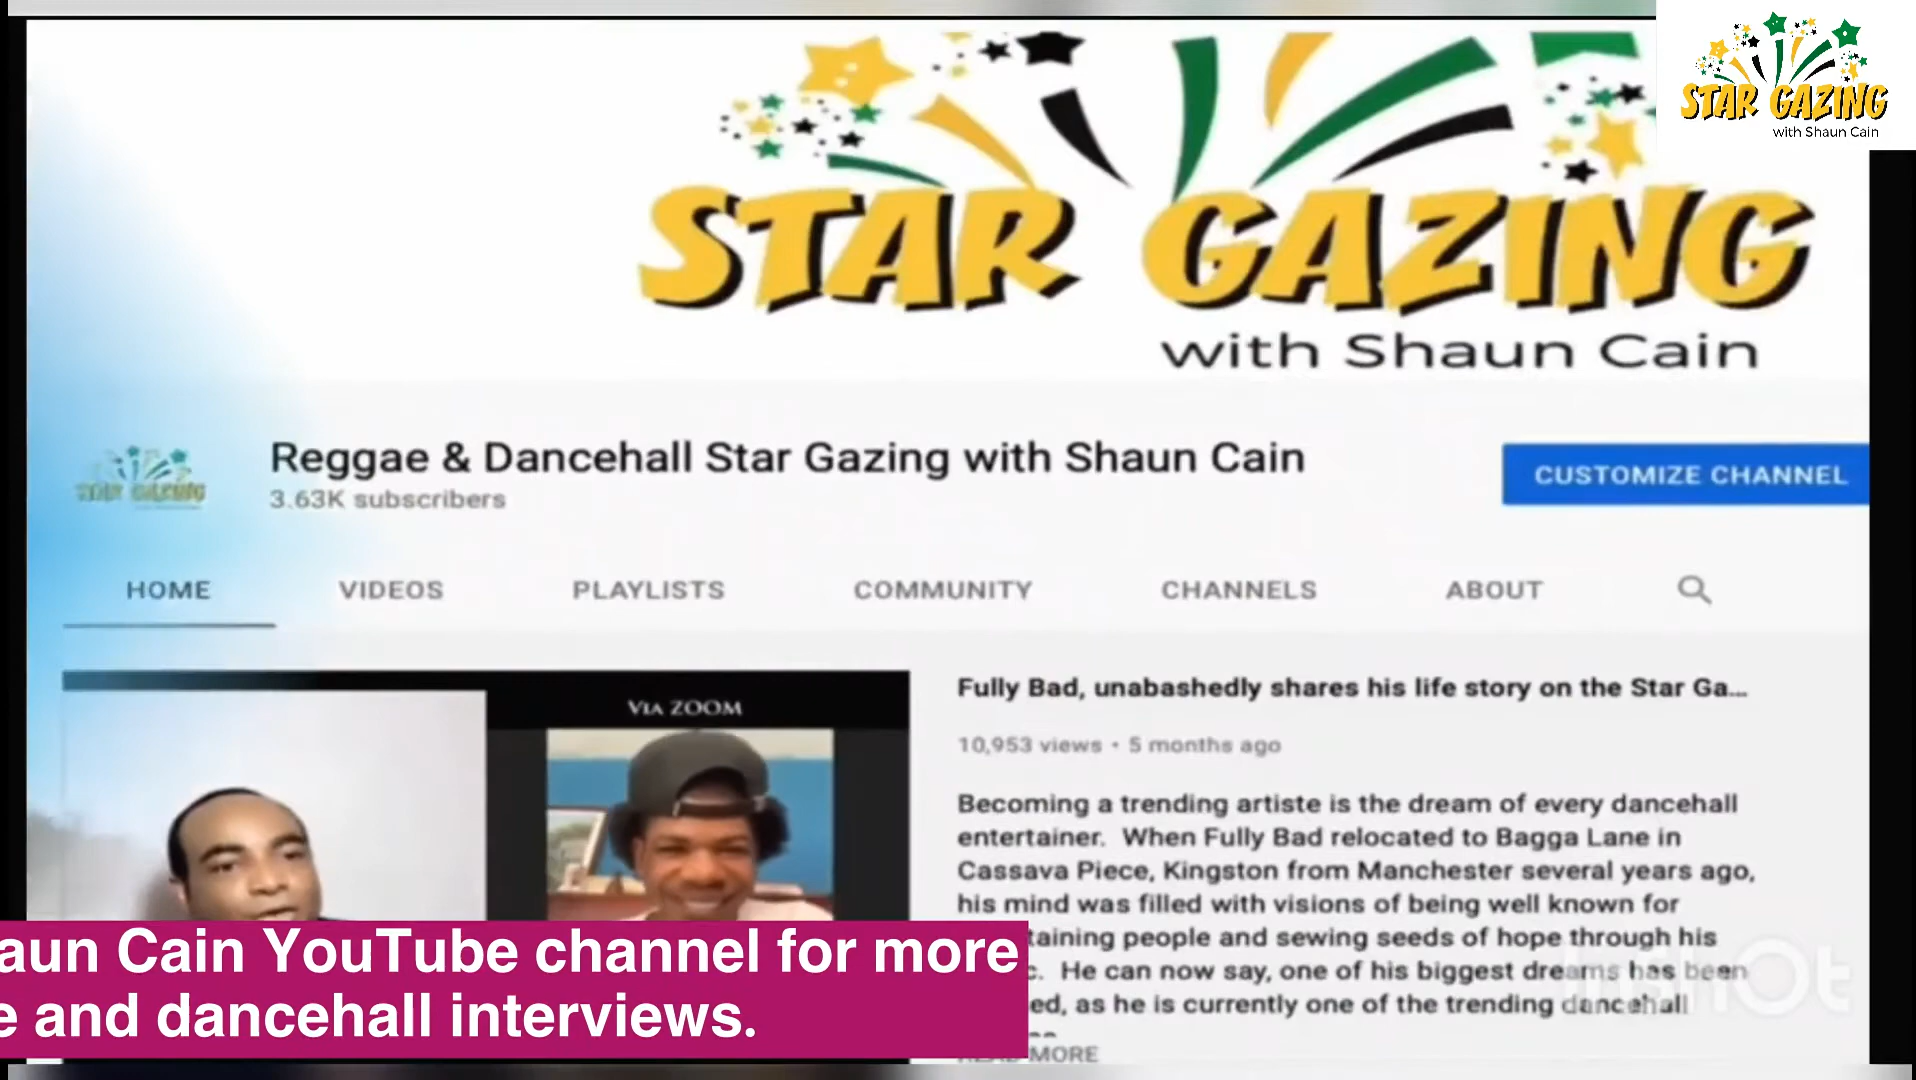 STAR GAZING
with Shaun Cain
STAR GAZING
with Shaun Cain
Reggae & Dancehall Star Gazing with Shaun Cain
3.63K subscribers
CUSTOMIZE CHANNEL
STAR GAZING
HOME VIDEOS PLAYLISTS COMMUNITY CHANNELS ABOUT
VIA ZOOM
Fully Bad, unabashedly shares his life story on the Star Ga...
10,953 views • 5 months ago
Becoming a trending artiste is the dream of every dancehall
entertainer. When Fully Bad relocated to Bagga Lane in
Cassava Piece, Kingston from Manchester several years ago,
his mind was filled with visions of being well known for
taining people and sewing seeds of hope through his
c. He can now say, one of his biggest dreams has been
ed, as he is currently one of the trending dancehall
READ MORE
aun Cain YouTube channel for more
e and dancehall interviews.
InShOt